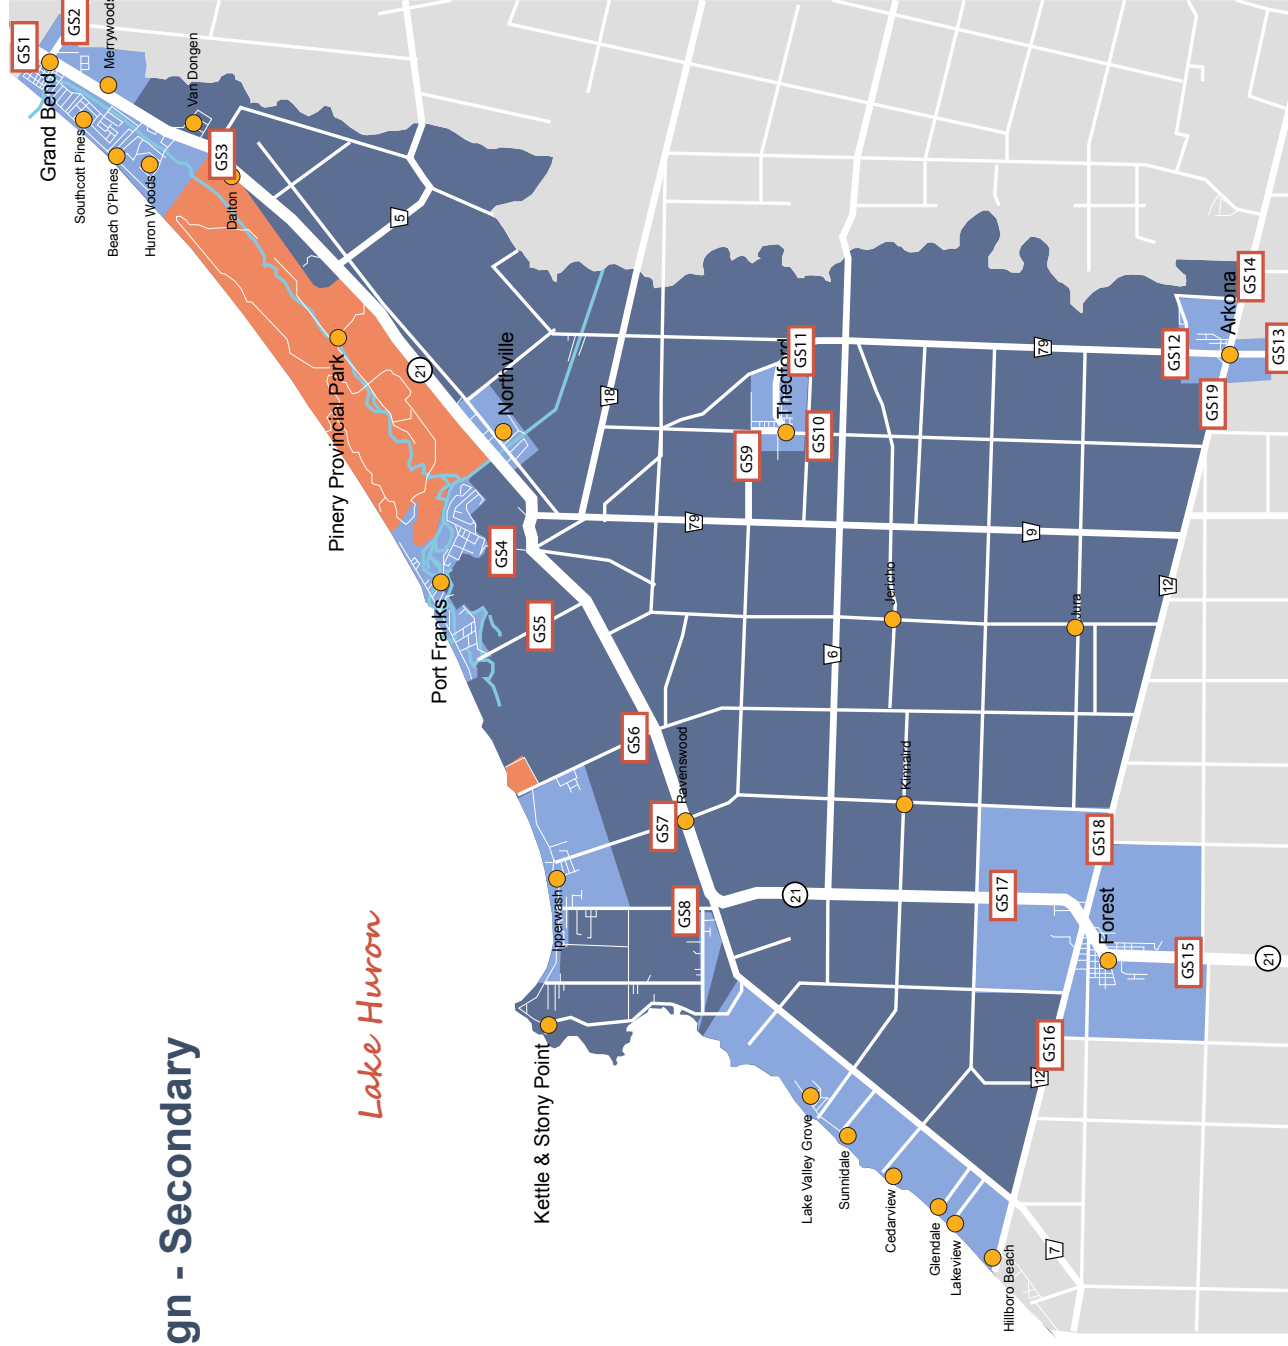 gn - Secondary
Lake Huron
GS1
GS2
Grand Bend
Merrywoods
Southcott Pines
Van Dongen
Beach O'Pines
Huron Woods
GS3
Dalton
5
Pinery Provincial Park
21
Northville
18
GS4
Port Franks
GS5
79
GS11
Thedford
GS9
GS10
79
GS12
Arkona
GS14
GS13
GS19
9
12
Jericho
Jura
6
GS6
Ravenswood
GS7
Kinnaird
Ipperwash
GS8
21
GS17
GS18
Forest
GS15
21
GS16
12
Kettle & Stony Point
Lake Valley Grove
Sunnidale
Cedarview
Glendale
Lakeview
Hillboro Beach
7